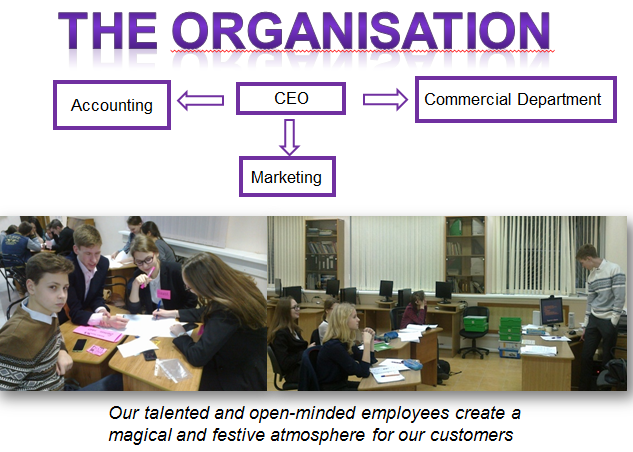 THE ORGANISATION
Accounting
CEO
Commercial Department
Marketing
Our talented and open-minded employees create a
magical and festive atmosphere for our customers